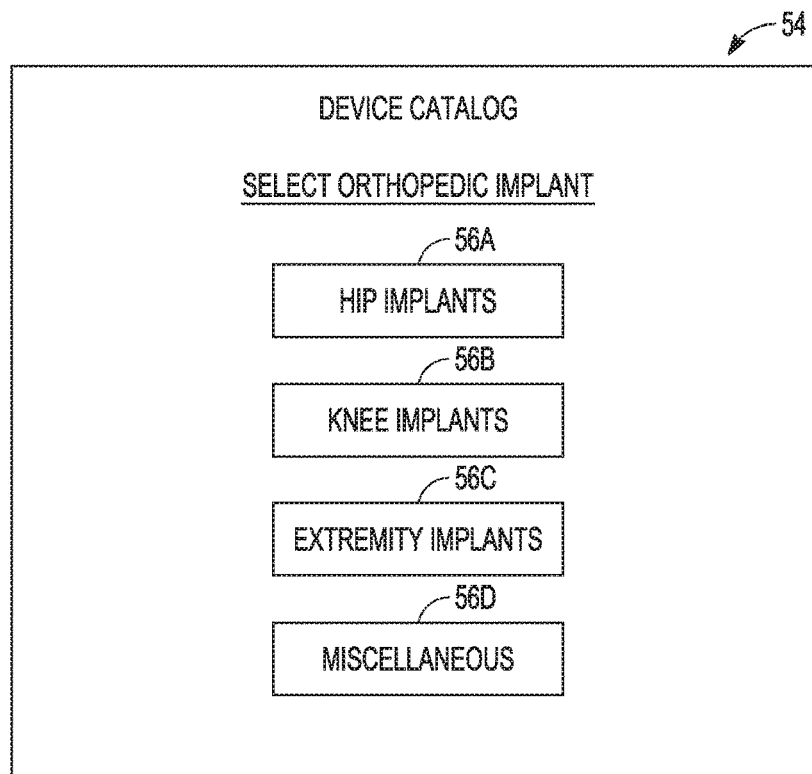 54
DEVICE CATALOG
SELECT ORTHOPEDIC IMPLANT
56A
HIP IMPLANTS
56B
KNEE IMPLANTS
56C
EXTREMITY IMPLANTS
56D
MISCELLANEOUS